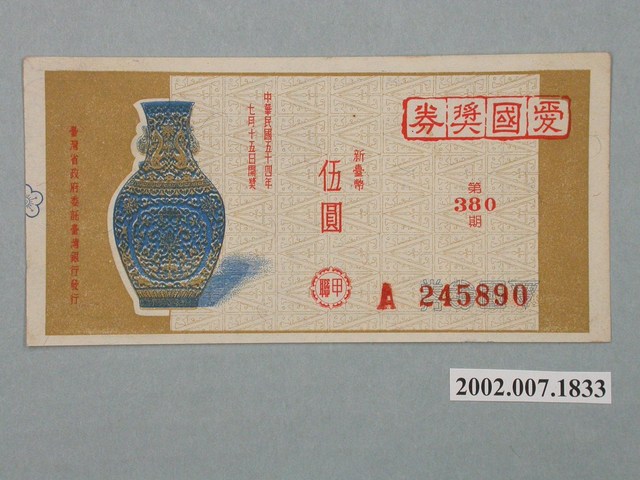 愛國獎券
第
380
期
新臺幣
伍圓
甲聯
A 245890
中華民國五十四年
七月十五日開獎
臺灣省政府委託臺灣銀行發行
2002.007.1833